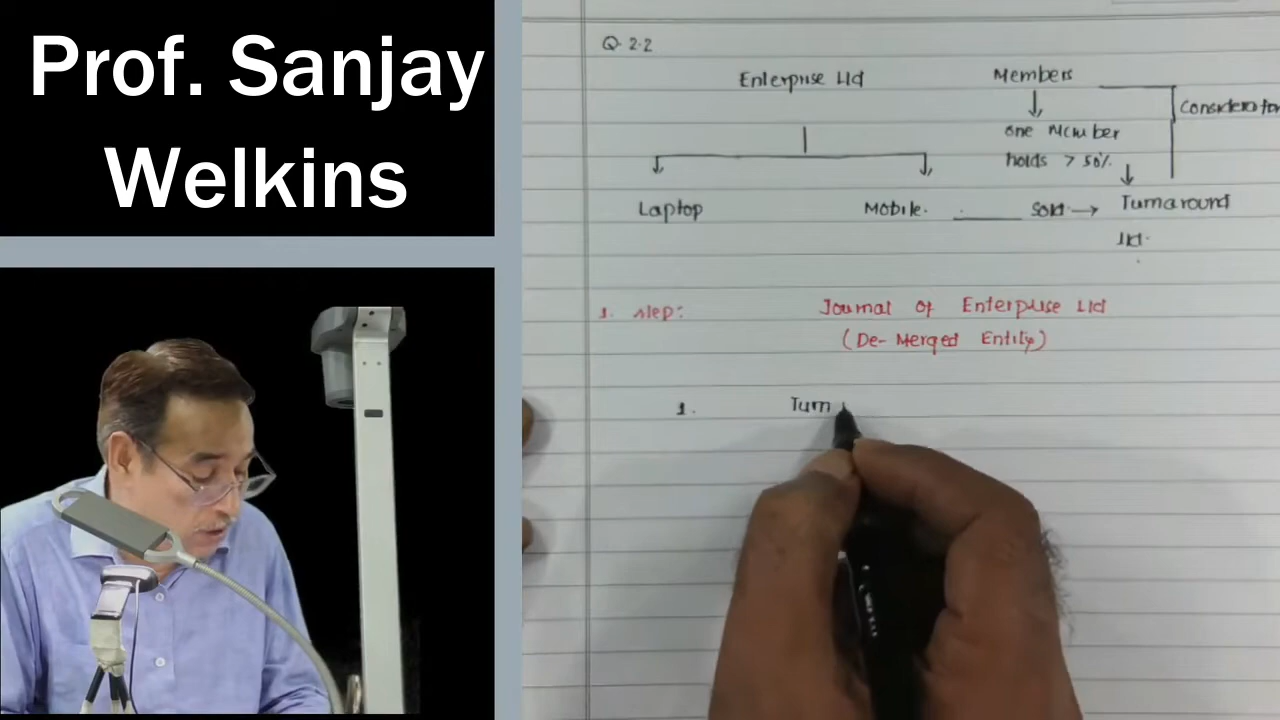 Prof. Sanjay
Welkins
Q. 2.2
Enterprise Ltd
Members
Consideration
one Member
holds > 50%
Laptop
Mobile.
Sold
Turnaround
Ltd.
1. step:
Journal of Enterprise Ltd
(De-Merged Entity)
1. Turn